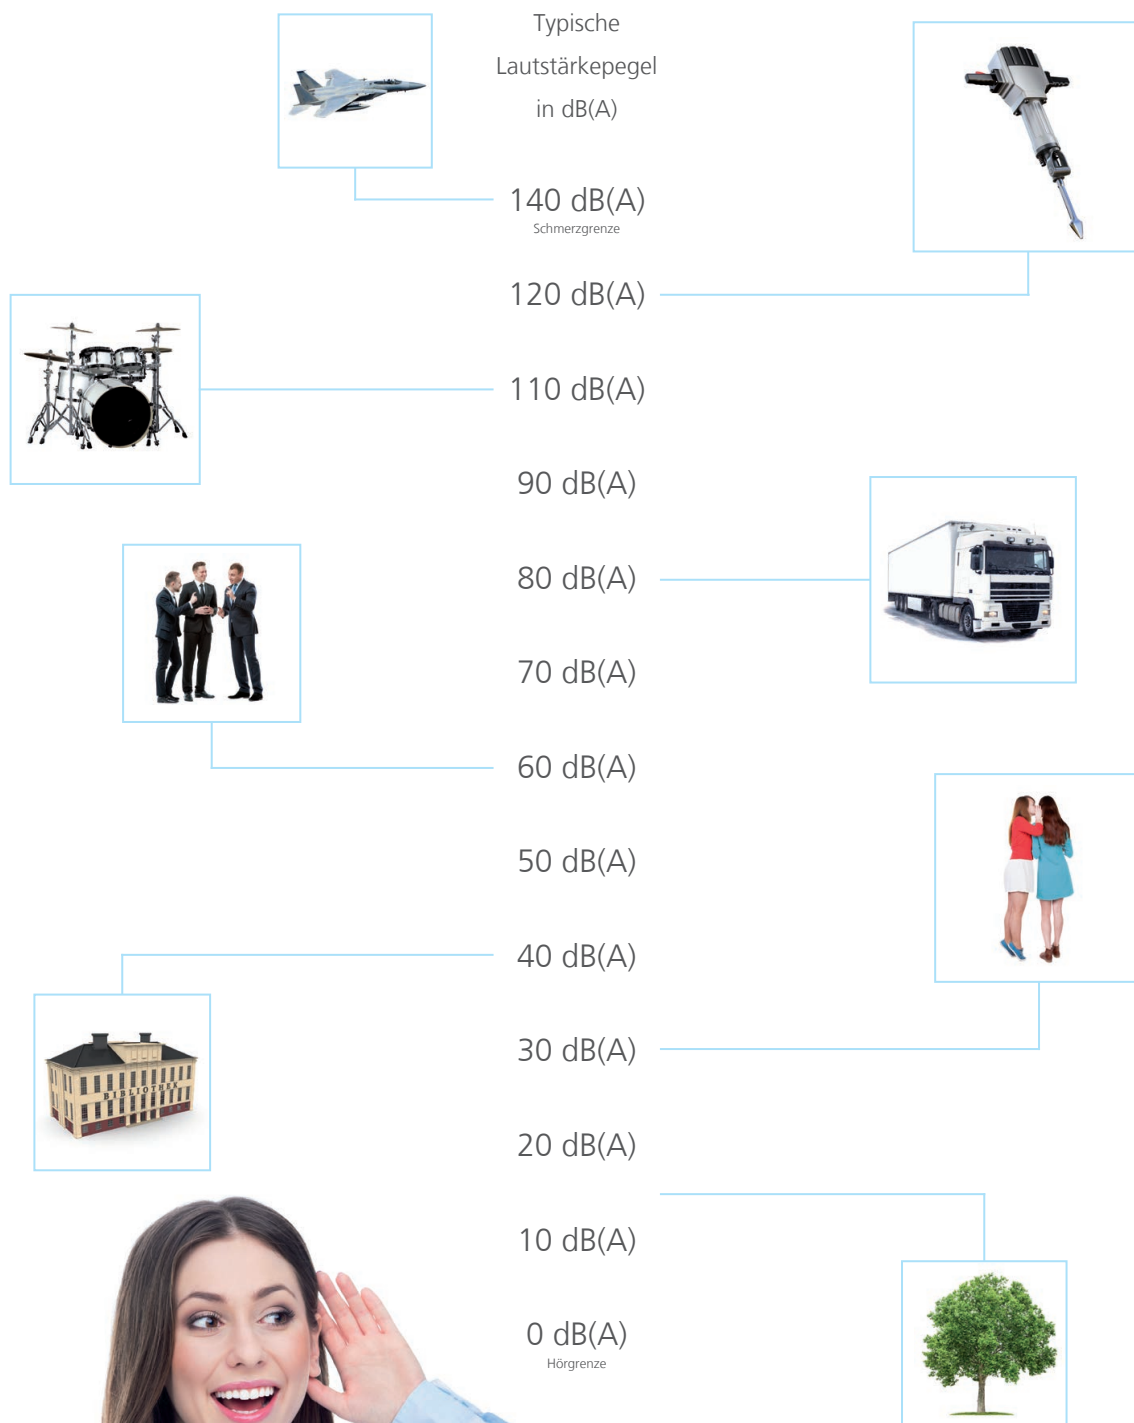 Typische
Lautstärkepegel
in dB(A)
140 dB(A)
Schmerzgrenze
120 dB(A)
110 dB(A)
90 dB(A)
80 dB(A)
70 dB(A)
60 dB(A)
50 dB(A)
40 dB(A)
30 dB(A)
BIBLIOTHEK
20 dB(A)
10 dB(A)
0 dB(A)
Hörgrenze